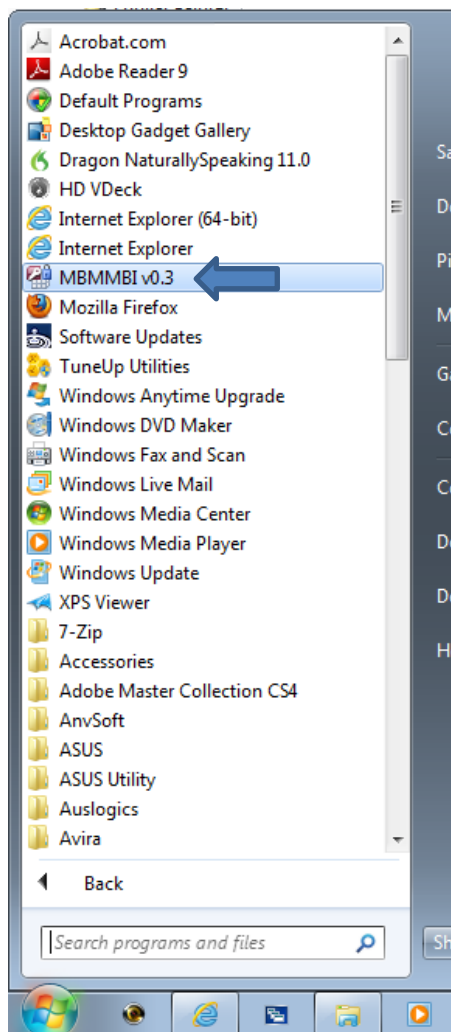 Acrobat.com
Adobe Reader 9
Default Programs
Desktop Gadget Gallery
Dragon NaturallySpeaking 11.0
HD VDeck
Internet Explorer (64-bit)
Internet Explorer
MBMMBI v0.3
Mozilla Firefox
Software Updates
TuneUp Utilities
Windows Anytime Upgrade
Windows DVD Maker
Windows Fax and Scan
Windows Live Mail
Windows Media Center
Windows Media Player
Windows Update
XPS Viewer
7-Zip
Accessories
Adobe Master Collection CS4
AnvSoft
ASUS
ASUS Utility
Auslogics
Avira
Back
Search programs and files